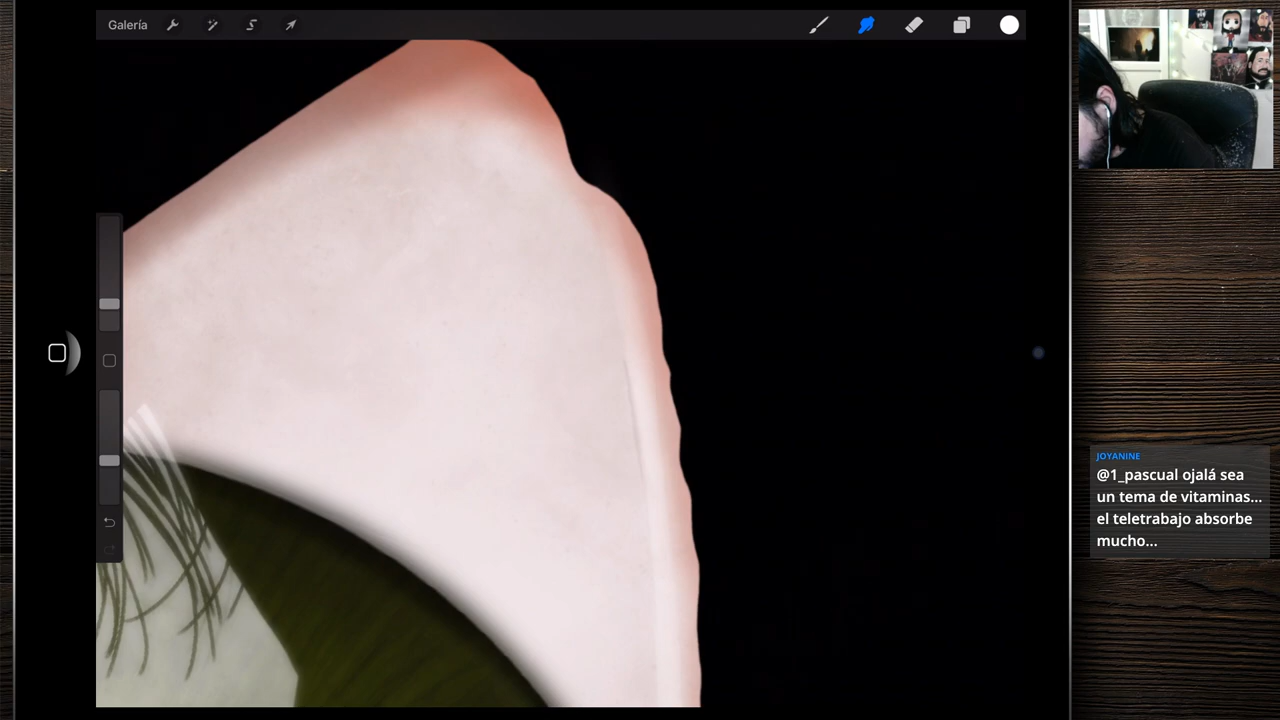 Galería
JOYANINE
@1_pascual ojalá sea
un tema de vitaminas...
el teletrabajo absorbe
mucho...